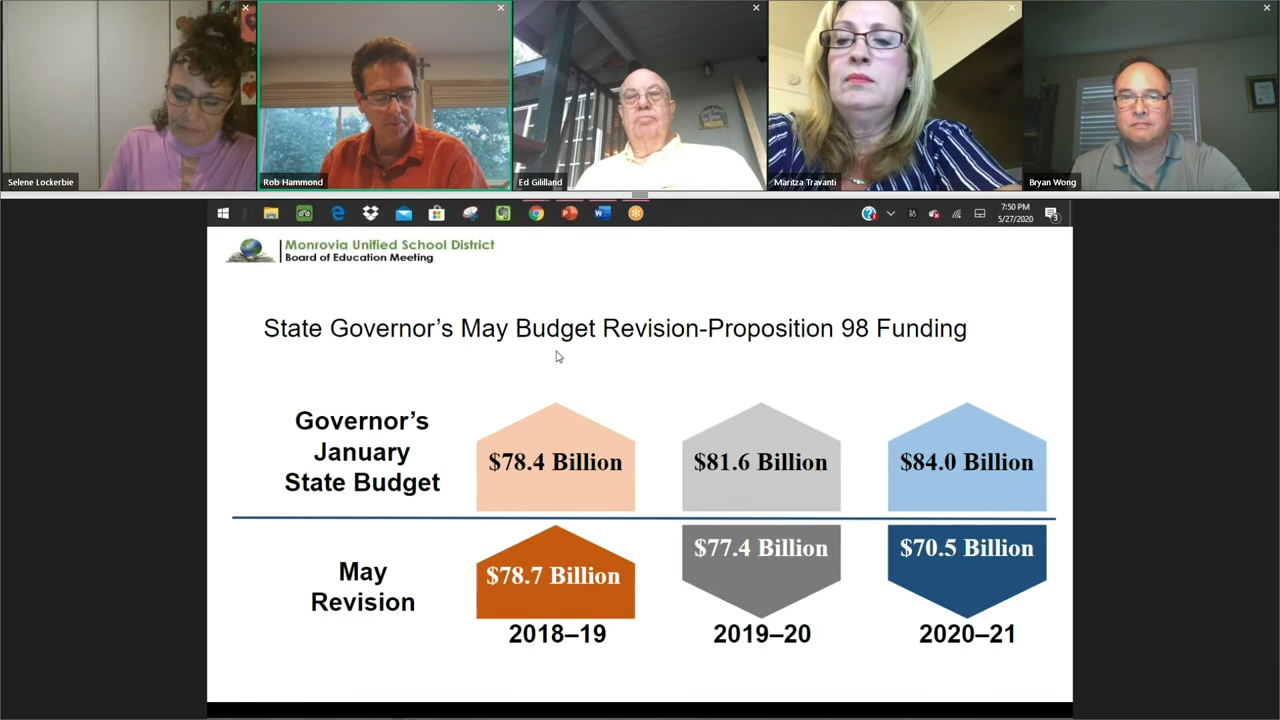 Selene Lockerbie
Rob Hammond
Ed Gililland
Maritza Travanti
Bryan Wong
7:50 PM
5/27/2020
3
Monrovia Unified School District
Board of Education Meeting
State Governor's May Budget Revision-Proposition 98 Funding
Governor's
January
State Budget
$78.4 Billion
$81.6 Billion
$84.0 Billion
May
Revision
$78.7 Billion
$77.4 Billion
$70.5 Billion
2018–19
2019–20
2020–21